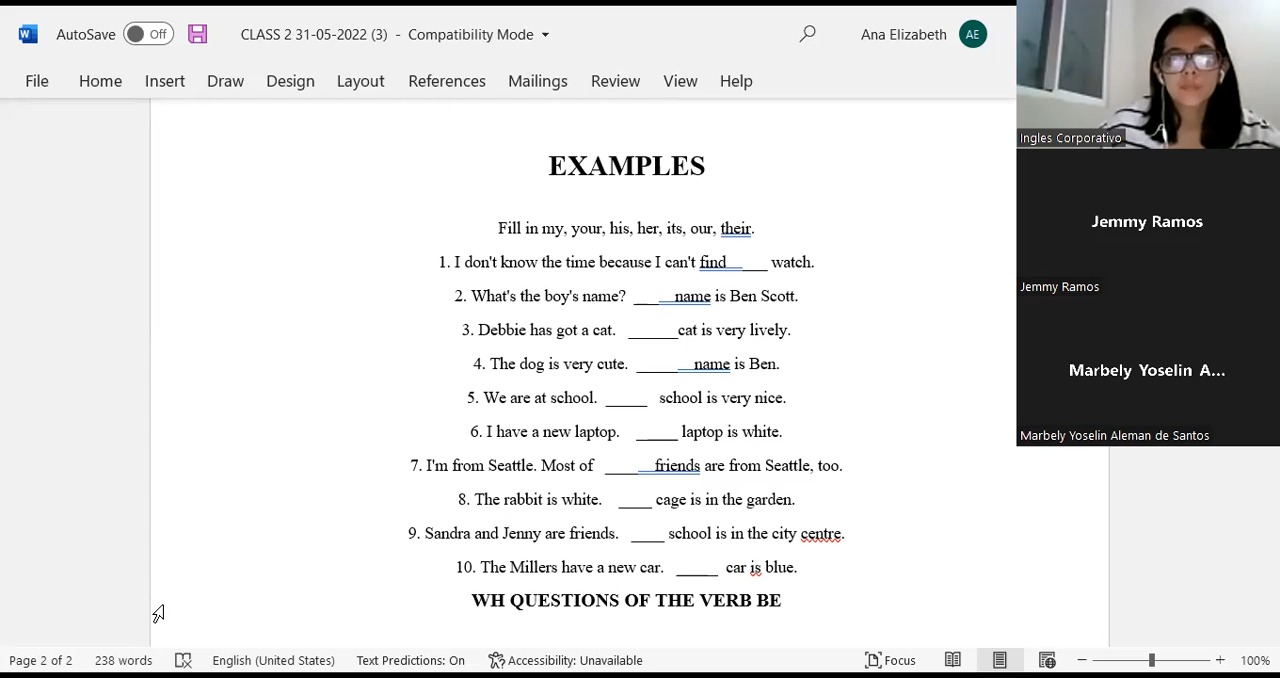 AutoSave Off CLASS 2 31-05-2022 (3) - Compatibility Mode Ana Elizabeth AE
File Home Insert Draw Design Layout References Mailings Review View Help
EXAMPLES
Fill in my, your, his, her, its, our, their.
1. I don't know the time because I can't find_____ watch.
2. What's the boy's name? _____name is Ben Scott.
3. Debbie has got a cat. ______cat is very lively.
4. The dog is very cute. _______name is Ben.
5. We are at school. _____ school is very nice.
6. I have a new laptop. _____ laptop is white.
7. I'm from Seattle. Most of ______friends are from Seattle, too.
8. The rabbit is white. ____ cage is in the garden.
9. Sandra and Jenny are friends. ____ school is in the city centre.
10. The Millers have a new car. _____ car is blue.
WH QUESTIONS OF THE VERB BE
Page 2 of 2 238 words English (United States) Text Predictions: On Accessibility: Unavailable Focus 100%
Ingles Corporativo
Jemmy Ramos
Jemmy Ramos
Marbely Yoselin A...
Marbely Yoselin Aleman de Santos